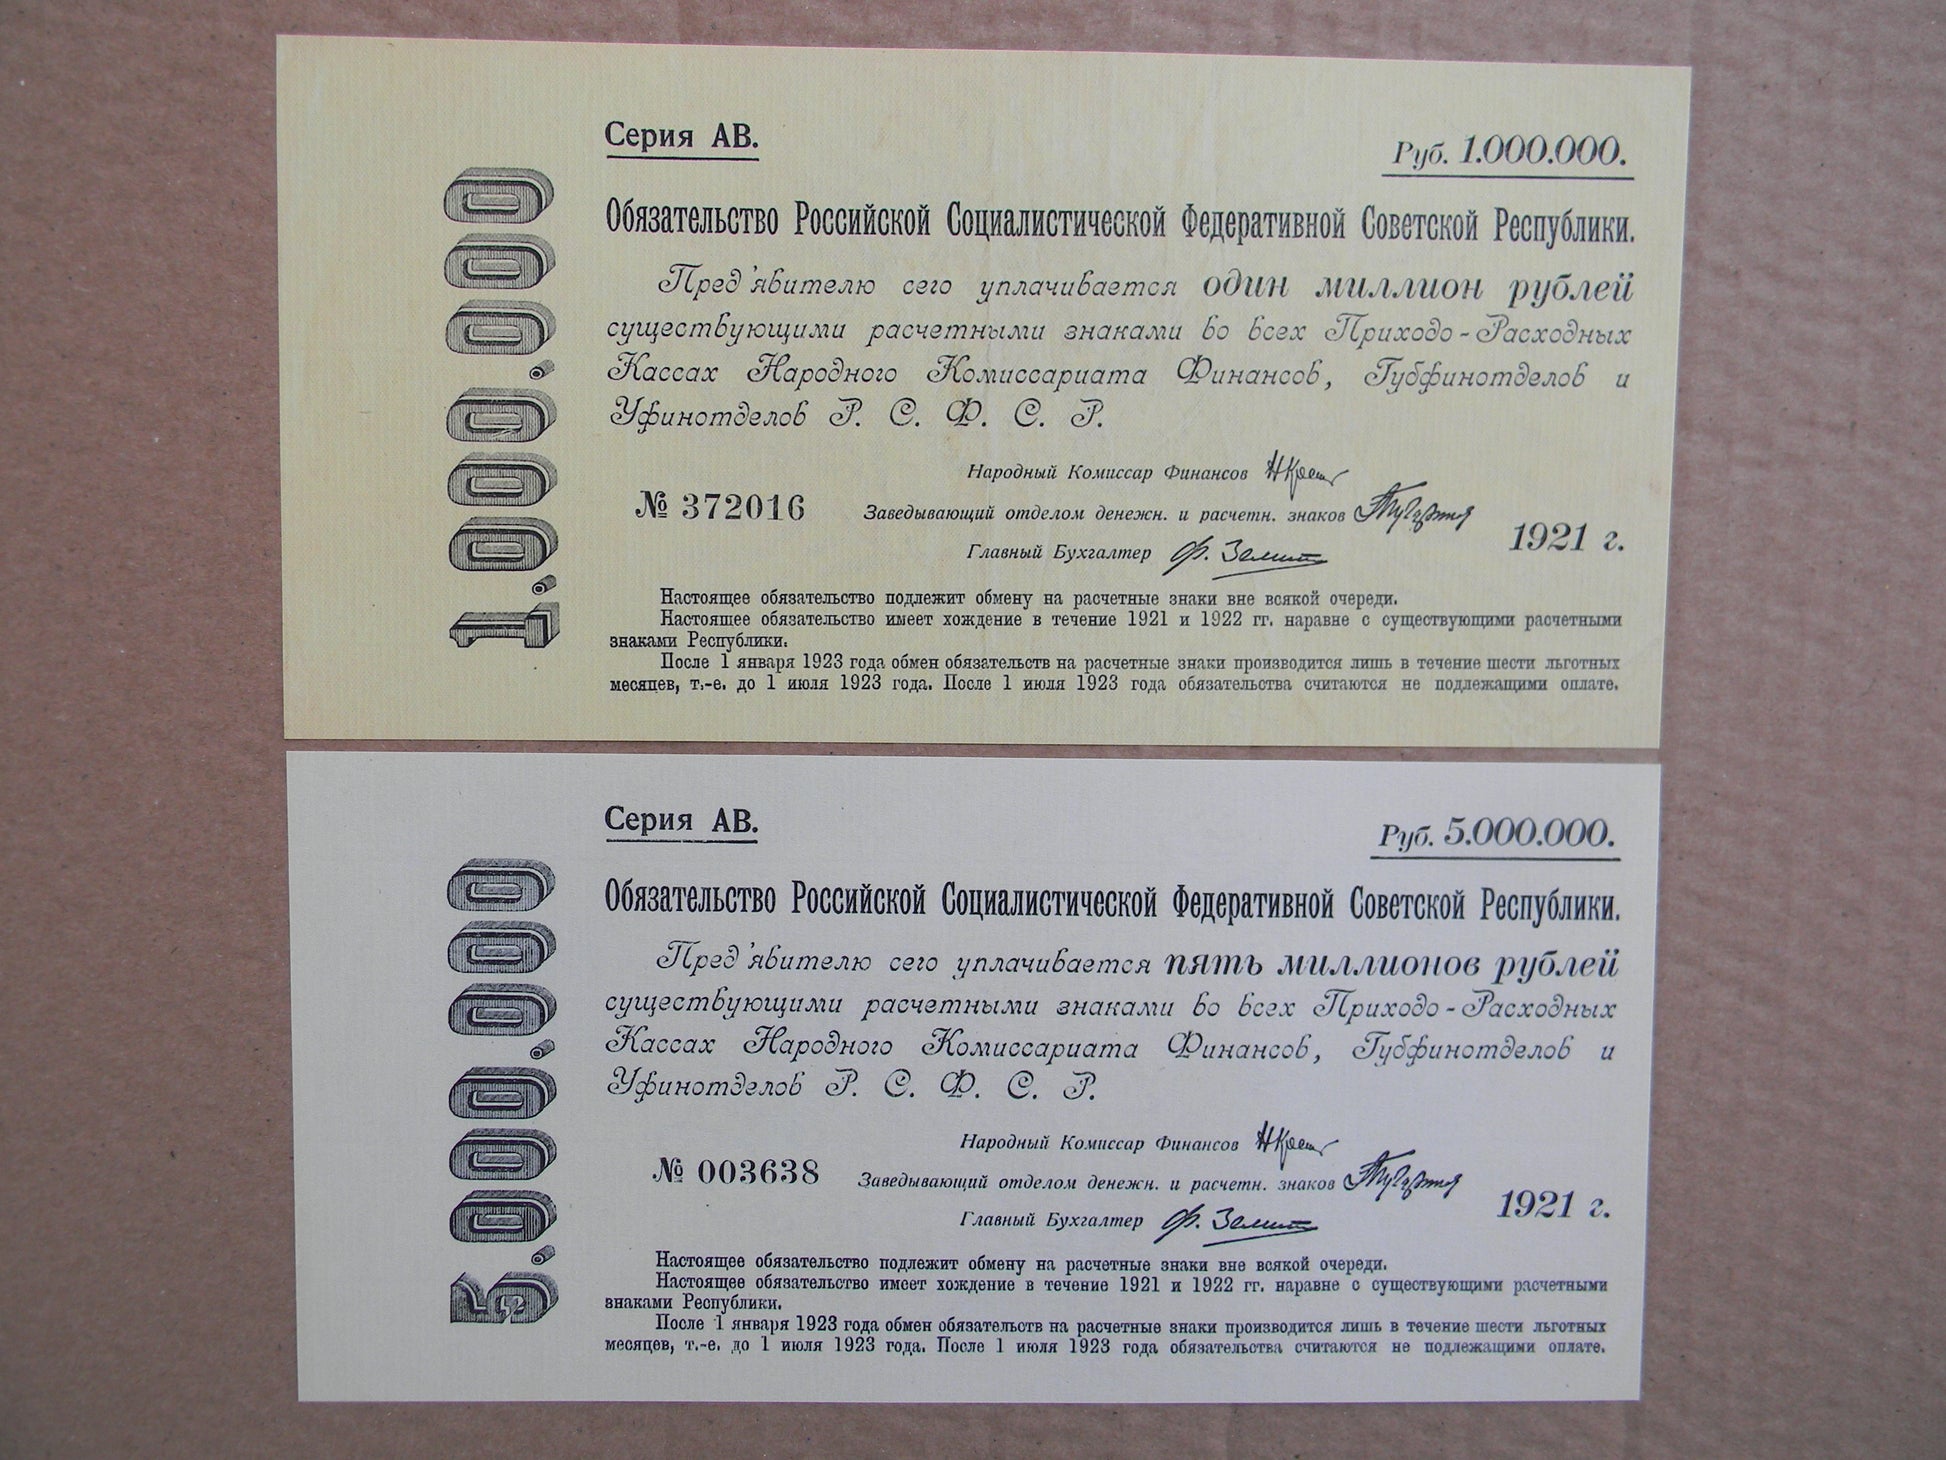 Серия АВ.
Руб. 1.000.000.
1.000.000
Обязательство Российской Социалистической Федеративной Советской Республики.
Пред'явителю сего уплачивается один миллион рублей
существующими расчетными знаками во всех Приходо-Расходных
Кассах Народного Комиссариата Финансов, Губфинотделов и
Уфинотделов Р. С. Ф. С. Р.
Народный Комиссар Финансов
№ 372016
Заведывающий отделом денежн. и расчетн. знаков
1921 г.
Главный Бухгалтер
Настоящее обязательство подлежит обмену на расчетные знаки вне всякой очереди.
Настоящее обязательство имеет хождение в течение 1921 и 1922 гг. наравне с существующими расчетными
знаками Республики.
После 1 января 1923 года обмен обязательств на расчетные знаки производится лишь в течение шести льготных
месяцев, т.-е. до 1 июля 1923 года. После 1 июля 1923 года обязательства считаются не подлежащими оплате.
Серия АВ.
Руб. 5.000.000.
5.000.000
Обязательство Российской Социалистической Федеративной Советской Республики.
Пред'явителю сего уплачивается пять миллионов рублей
существующими расчетными знаками во всех Приходо-Расходных
Кассах Народного Комиссариата Финансов, Губфинотделов и
Уфинотделов Р. С. Ф. С. Р.
Народный Комиссар Финансов
№ 003638
Заведывающий отделом денежн. и расчетн. знаков
1921 г.
Главный Бухгалтер
Настоящее обязательство подлежит обмену на расчетные знаки вне всякой очереди.
Настоящее обязательство имеет хождение в течение 1921 и 1922 гг. наравне с существующими расчетными
знаками Республики.
После 1 января 1923 года обмен обязательств на расчетные знаки производится лишь в течение шести льготных
месяцев, т.-е. до 1 июля 1923 года. После 1 июля 1923 года обязательства считаются не подлежащими оплате.